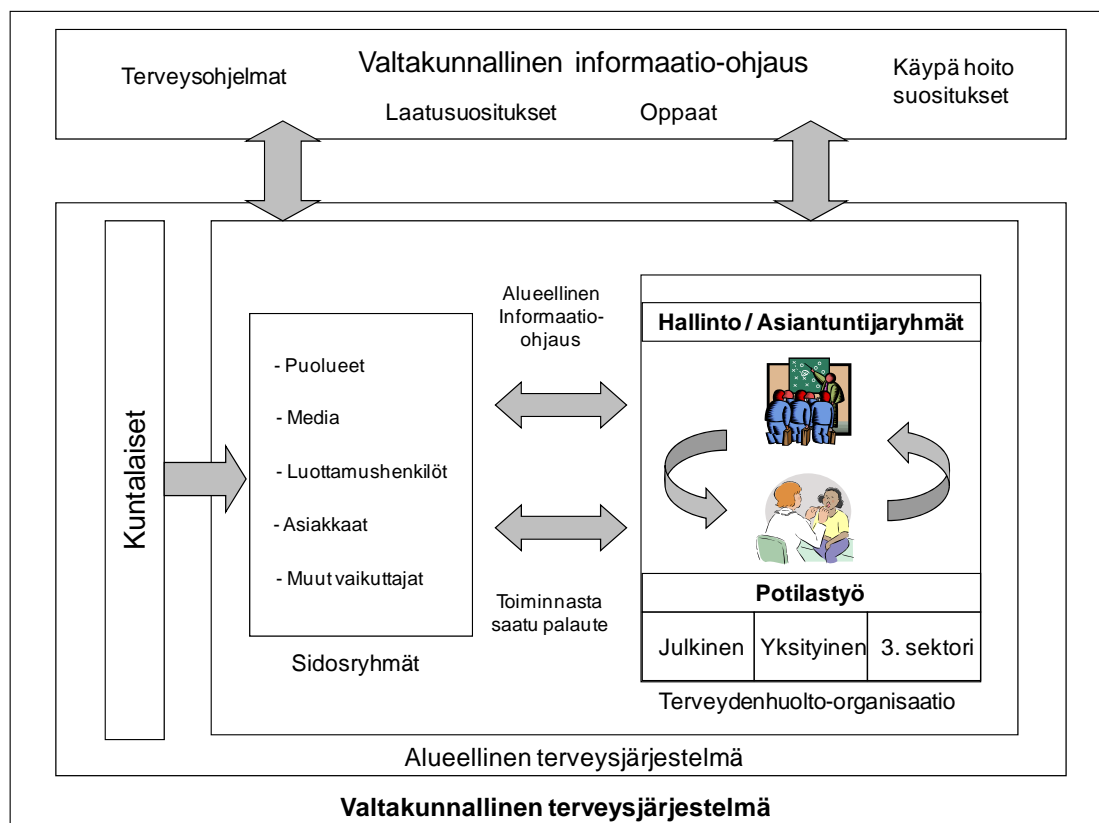 Valtakunnallinen informaatio-ohjaus
Terveysohjelmat
Käypä hoito
suositukset
Laatusuositukset
Oppaat
Kuntalaiset
- Puolueet
- Media
- Luottamushenkilöt
- Asiakkaat
- Muut vaikuttajat
Sidosryhmät
Alueellinen
Informaatio-
ohjaus
Toiminnasta
saatu palaute
Hallinto / Asiantuntijaryhmät
Potilastyö
Julkinen
Yksityinen
3. sektori
Terveydenhuolto-organisaatio
Alueellinen terveysjärjestelmä
Valtakunnallinen terveysjärjestelmä